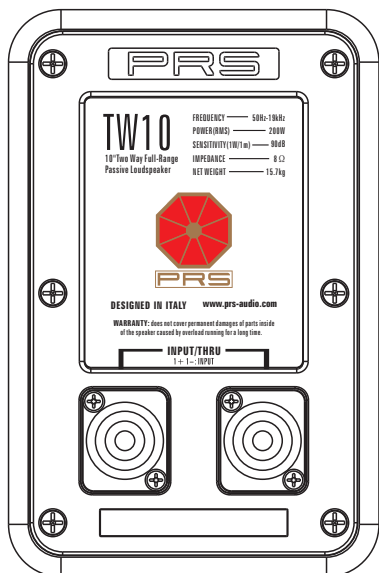 PRS
TW10
10"Two Way Full-Range
Passive Loudspeaker
FREQUENCY 50Hz-19kHz
POWER(RMS) 200W
SENSITIVITY(1W/1m) 90dB
IMPEDANCE 8 Ω
NET WEIGHT 15.7kg
PRS
DESIGNED IN ITALY www.prs-audio.com
WARRANTY: does not cover permanent damages of parts inside
of the speaker caused by overload running for a long time.
INPUT/THRU
1 + 1 - : INPUT